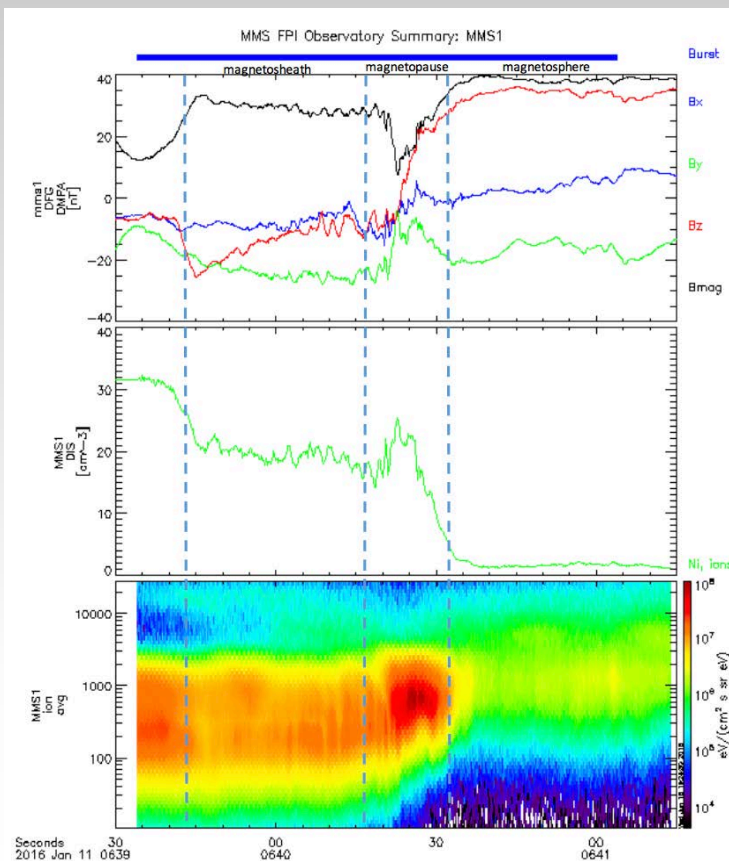 MMS FPI Observatory Summary: MMS1
Burst
magnetosheath magnetopause magnetosphere
40
20
0
−20
−40
mms1
DFG
DMPA
[nT]
Bx
By
Bz
Bmag
30
20
10
0
MMS1
DIS
[cm^−3]
Ni, ions
10000
1000
100
MMS1
ion
avg
10^8
10^7
10^6
10^5
10^4
eV/(cm^2 s sr eV)
Seconds 30 00 30 00
2016 Jan 11 0639 0640 0641